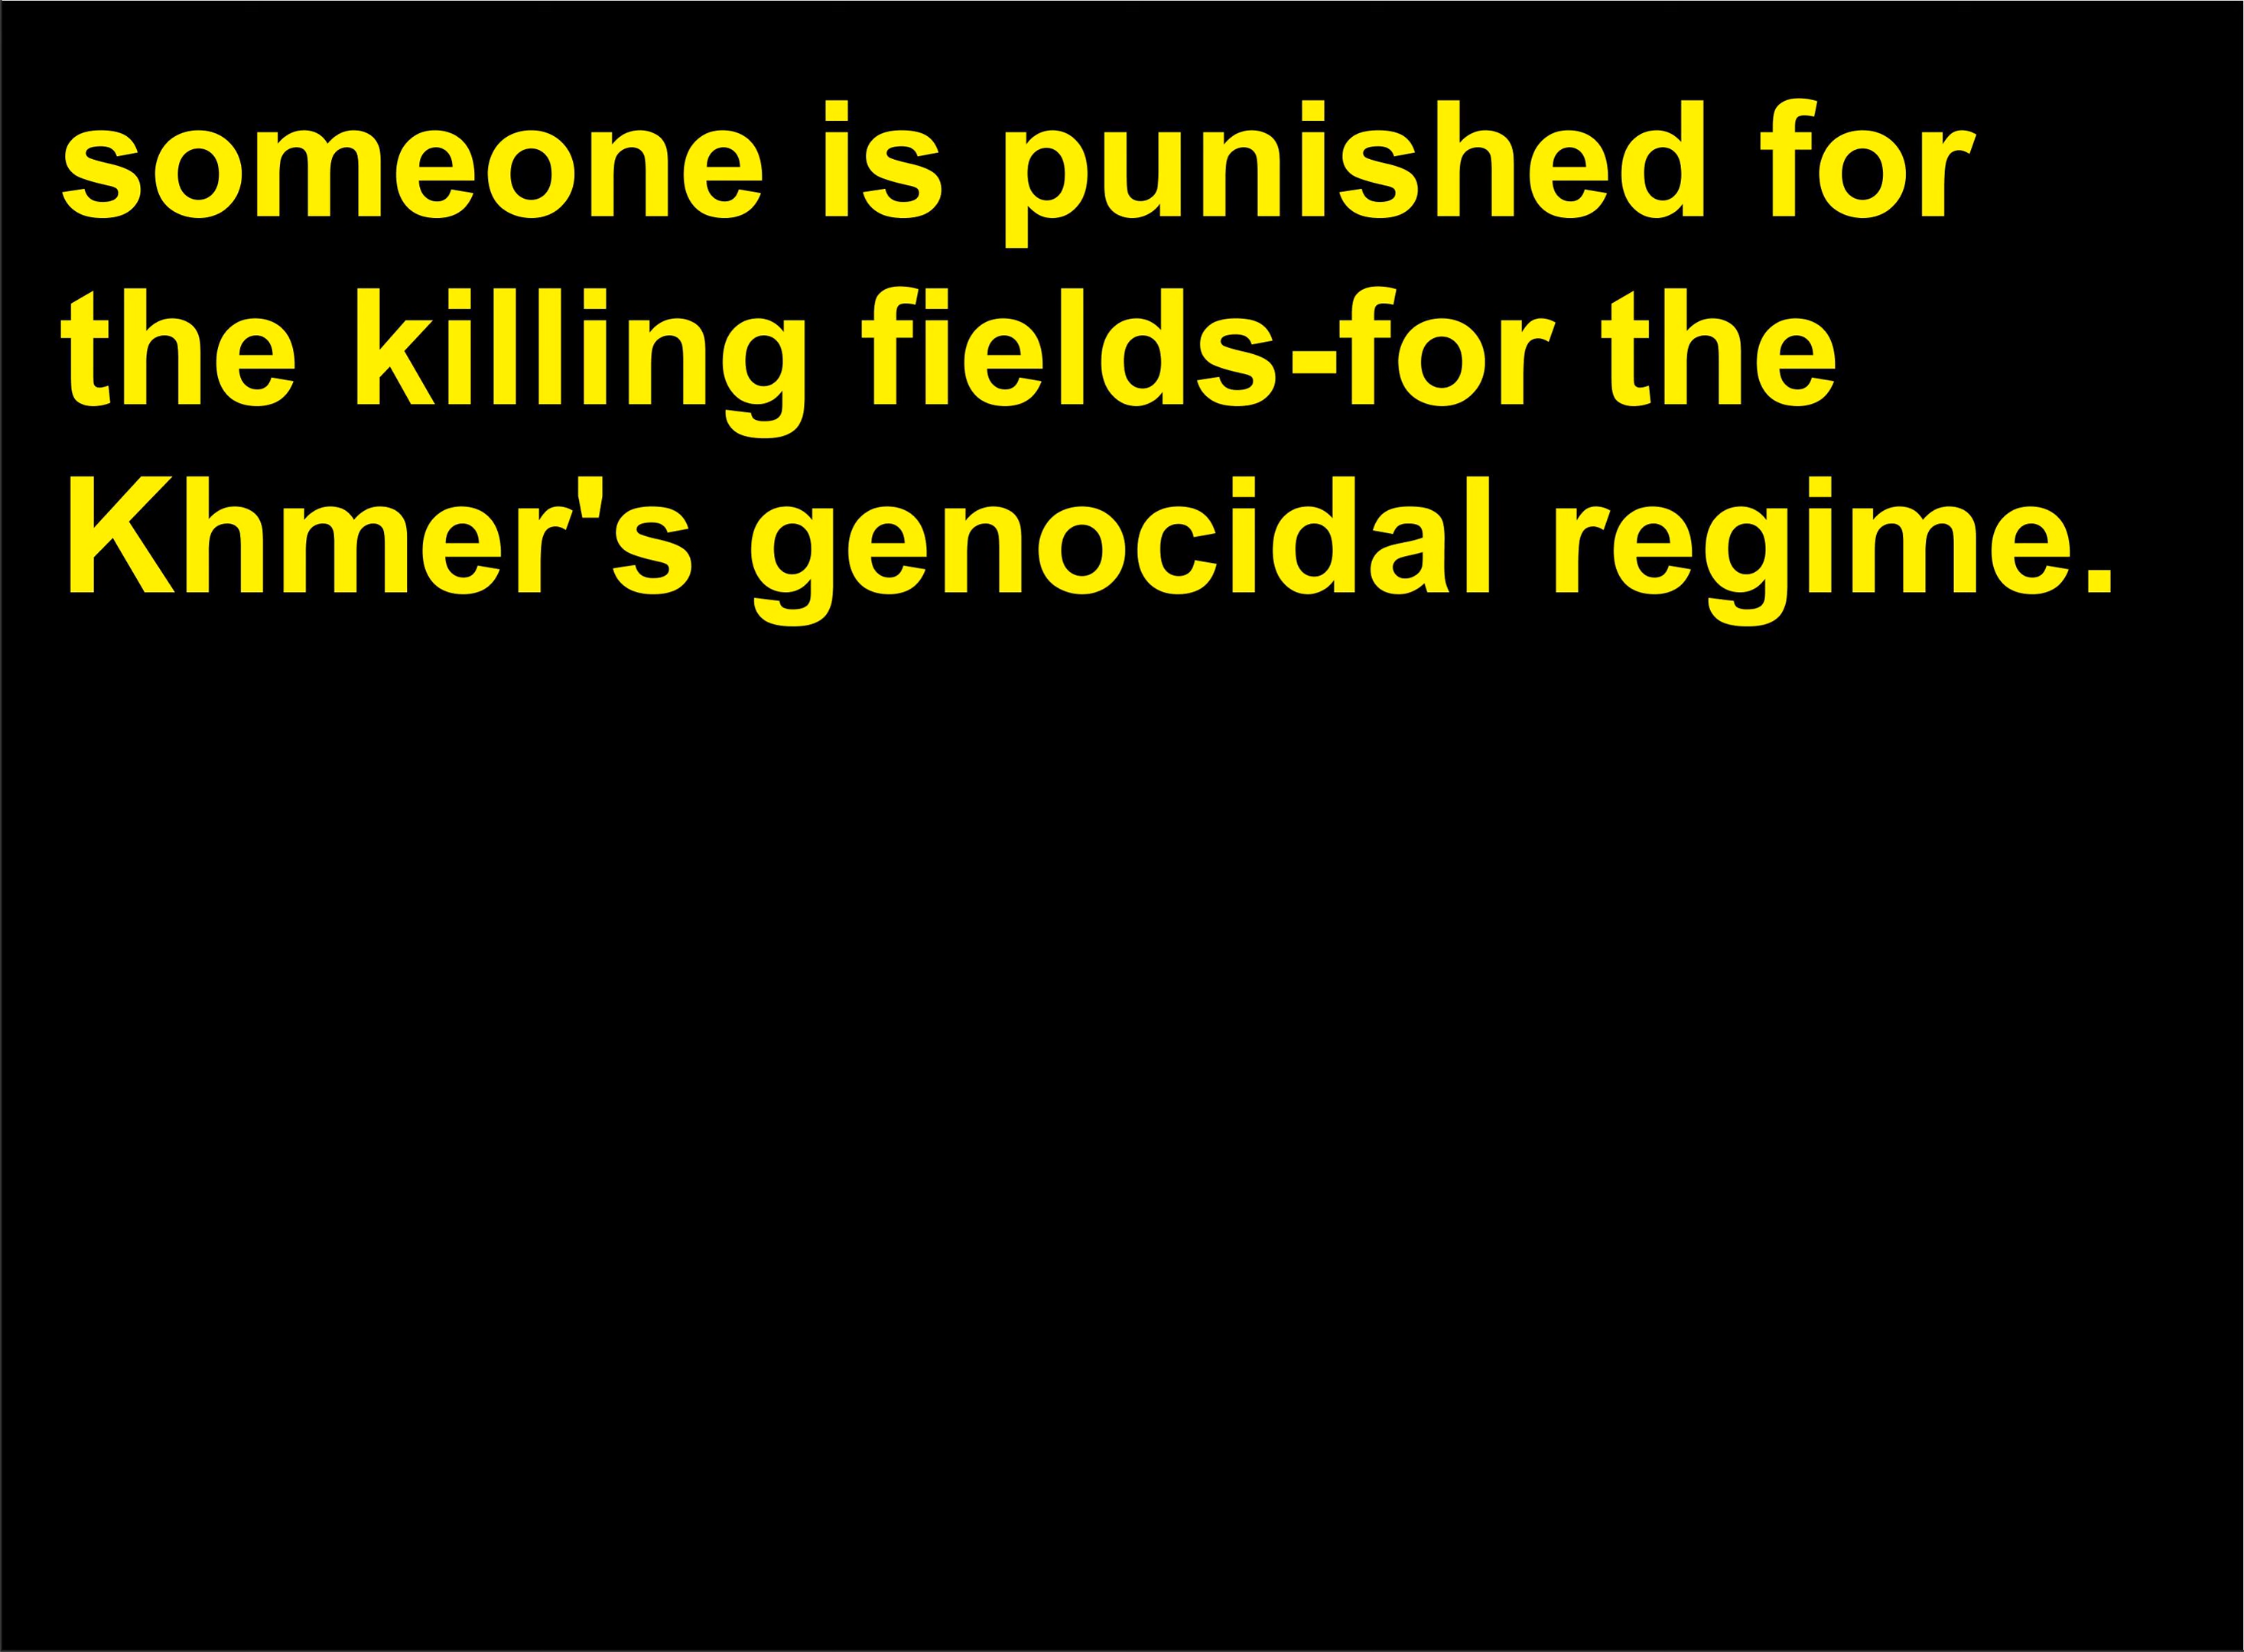 someone is punished for
the killing fields-for the
Khmer's genocidal regime.